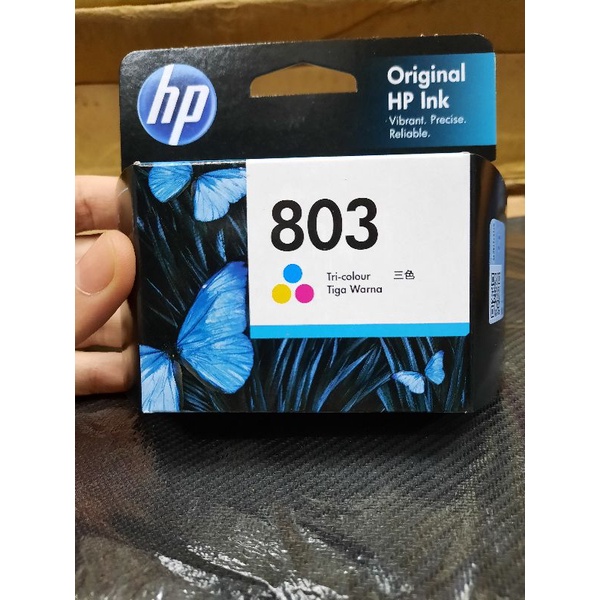 hp
Original
HP Ink
Vibrant. Precise.
Reliable.
803
Tri-colour 三色
Tiga Warna